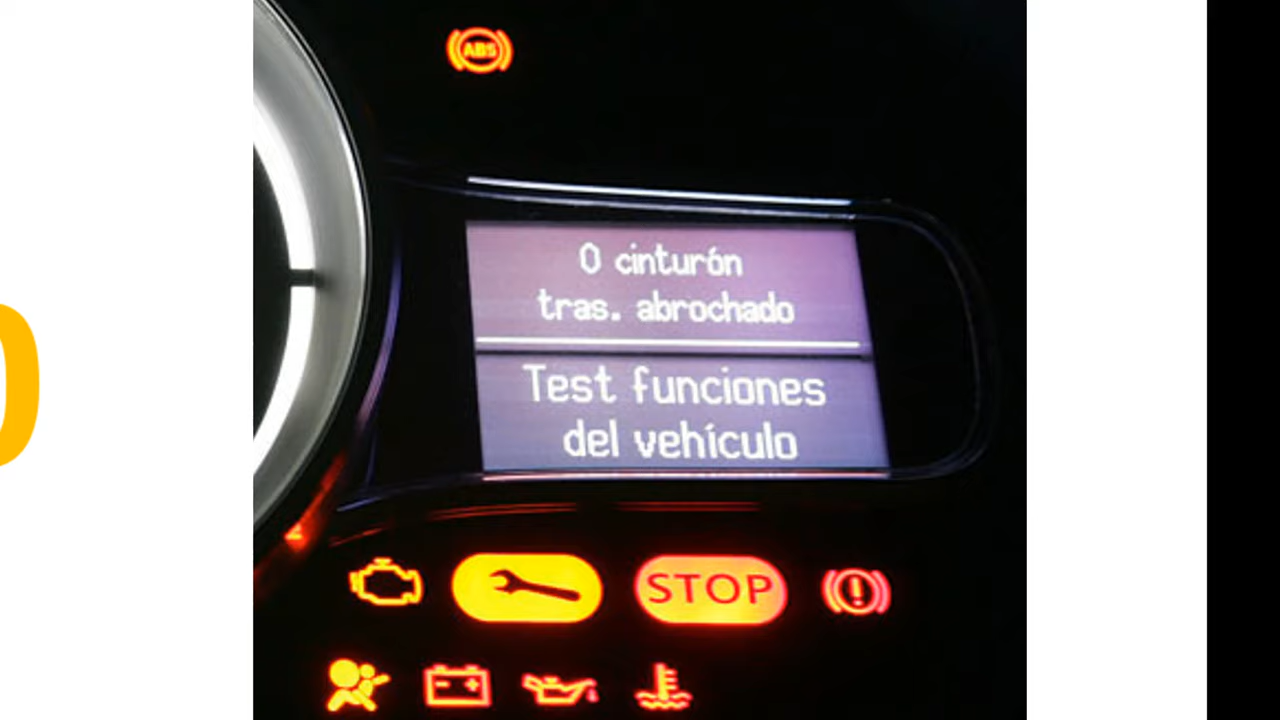 ABS
0 cinturón
tras. abrochado
Test funciones
del vehículo
STOP